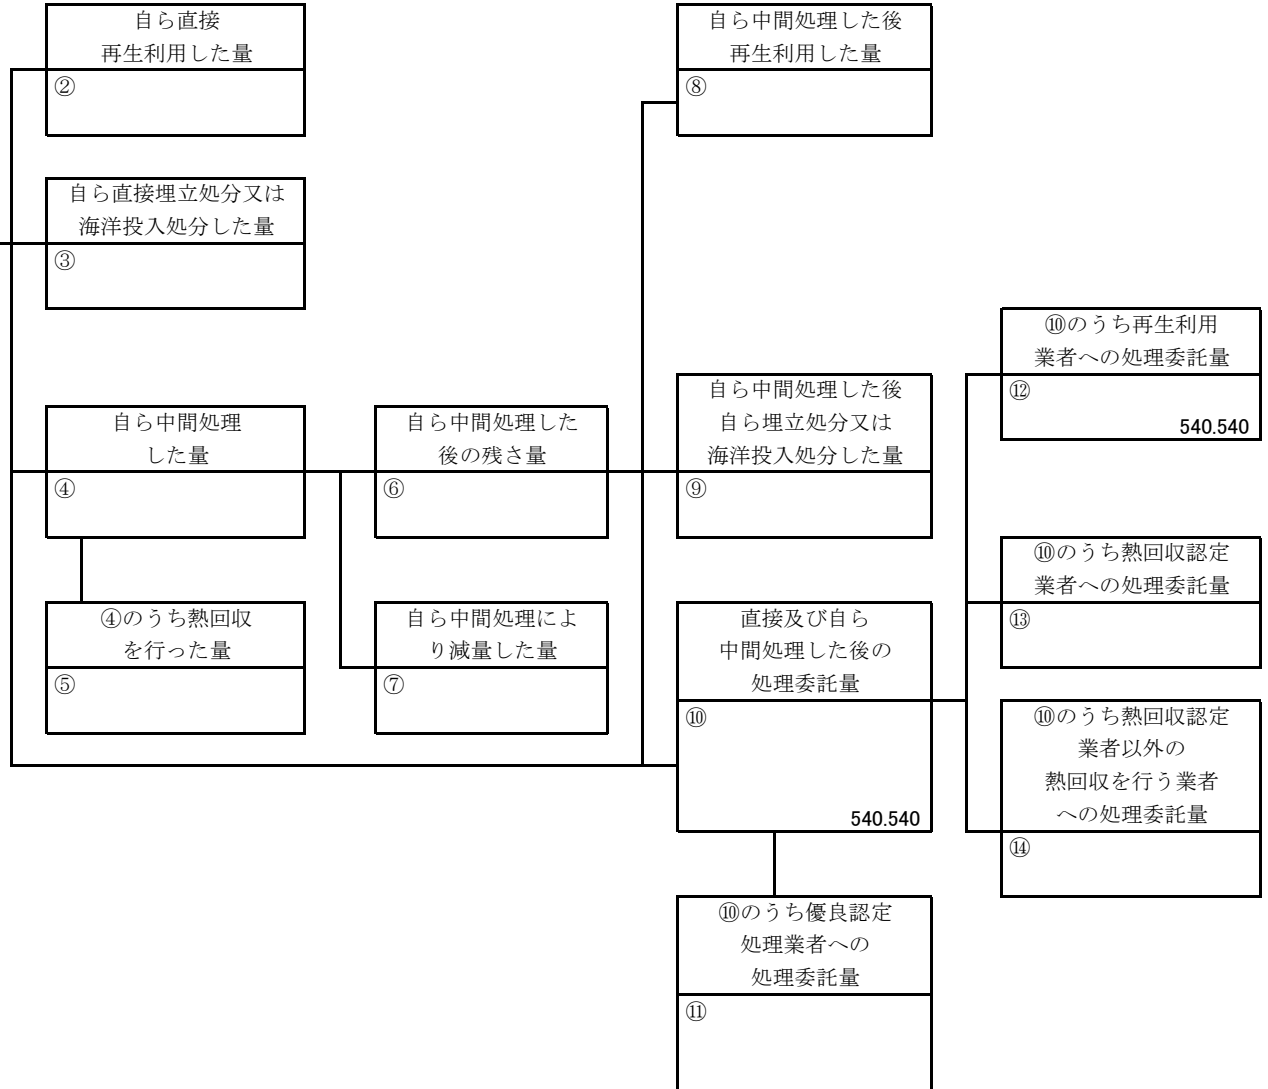 自ら直接
再生利用した量
②
自ら中間処理した後
再生利用した量
⑧
自ら直接埋立処分又は
海洋投入処分した量
③
⑩のうち再生利用
業者への処理委託量
⑫
540.540
自ら中間処理
した量
④
自ら中間処理した
後の残さ量
⑥
自ら中間処理した後
自ら埋立処分又は
海洋投入処分した量
⑨
⑩のうち熱回収認定
業者への処理委託量
⑬
④のうち熱回収
を行った量
⑤
自ら中間処理によ
り減量した量
⑦
直接及び自ら
中間処理した後の
処理委託量
⑩
540.540
⑩のうち熱回収認定
業者以外の
熱回収を行う業者
への処理委託量
⑭
⑩のうち優良認定
処理業者への
処理委託量
⑪